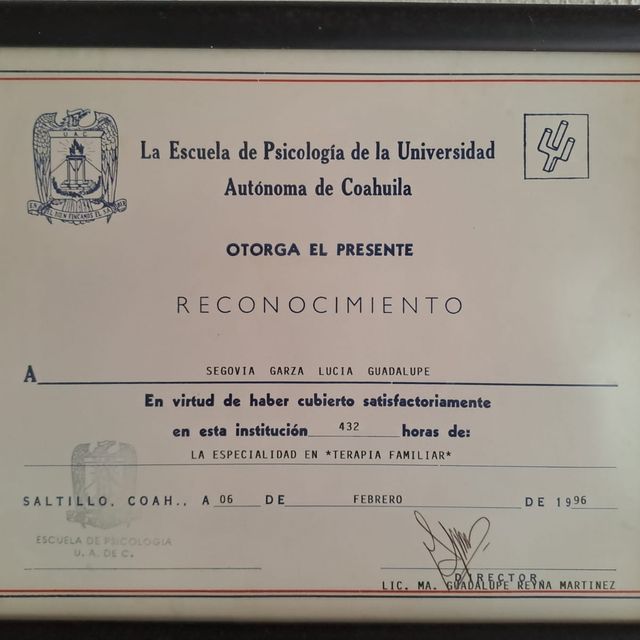 U A C
EN EL BIEN FINCAMOS EL SABER
La Escuela de Psicología de la Universidad
Autónoma de Coahuila
OTORGA EL PRESENTE
RECONOCIMIENTO
A SEGOVIA GARZA LUCIA GUADALUPE
En virtud de haber cubierto satisfactoriamente
en esta institución 432 horas de:
LA ESPECIALIDAD EN *TERAPIA FAMILIAR*
SALTILLO, COAH., A 06 DE FEBRERO DE 1996
ESCUELA DE PSICOLOGIA
U. A. DE C.
DIRECTOR
LIC. MA. GUADALUPE REYNA MARTINEZ